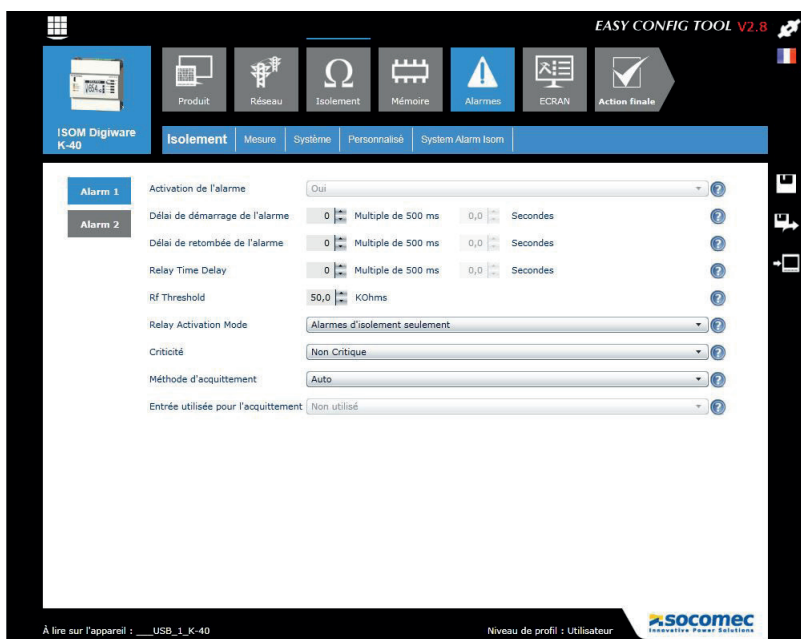 EASY CONFIG TOOL V2.8
Produit
Réseau
Isolement
Mémoire
Alarmes
ECRAN
Action finale
ISOM Digiware
K-40
Isolement
Mesure
Système
Personnalisé
System Alarm Isom
Alarm 1
Alarm 2
Activation de l'alarme
Oui
Délai de démarrage de l'alarme
0 Multiple de 500 ms 0,0 Secondes
Délai de retombée de l'alarme
0 Multiple de 500 ms 0,0 Secondes
Relay Time Delay
0 Multiple de 500 ms 0,0 Secondes
Rf Threshold
50,0 KOhms
Relay Activation Mode
Alarmes d'isolement seulement
Criticité
Non Critique
Méthode d'acquittement
Auto
Entrée utilisée pour l'acquittement
Non utilisé
À lire sur l'appareil : ___USB_1_K-40
Niveau de profil : Utilisateur
socomec
Innovative Power Solutions